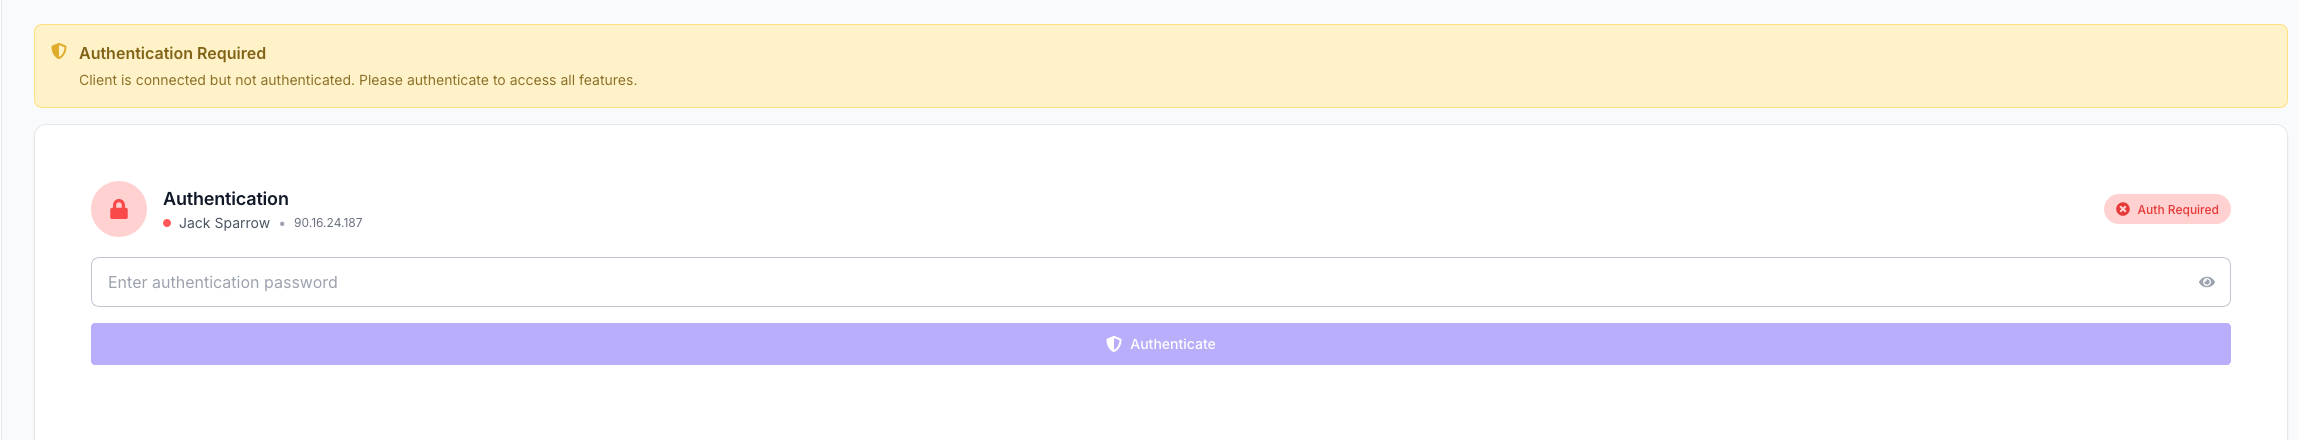 Authentication Required
Client is connected but not authenticated. Please authenticate to access all features.
Authentication
Jack Sparrow • 90.16.24.187
Auth Required
Enter authentication password
Authenticate